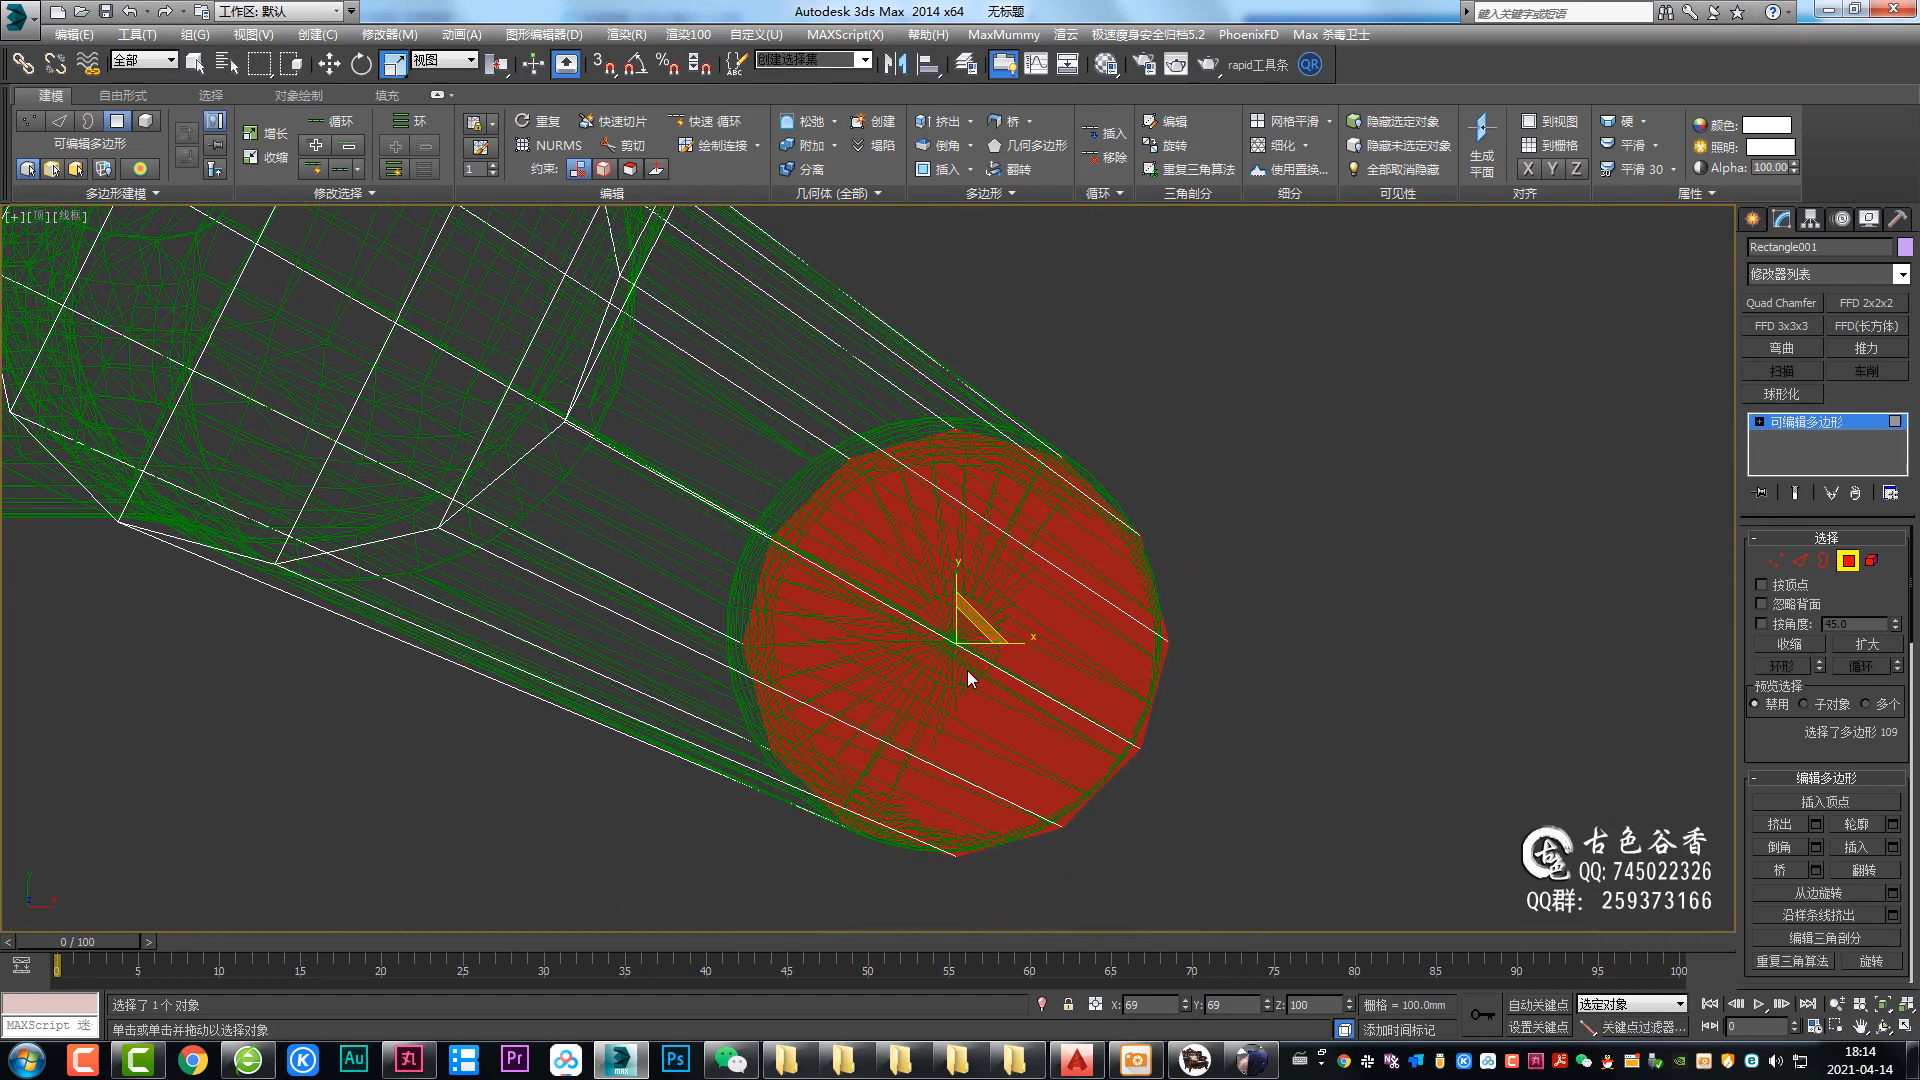 工作区: 默认
Autodesk 3ds Max 2014 x64 无标题
键入关键字或短语
编辑(E) 工具(T) 组(G) 视图(V) 创建(C) 修改器(M) 动画(A) 图形编辑器(D) 渲染(R) 渲染100 自定义(U) MAXScript(X) 帮助(H) MaxMummy 渲云 极速瘦身安全归档5.2 PhoenixFD Max 杀毒卫士
全部 视图 创建选择集 rapid工具条 QR
建模 自由形式 选择 对象绘制 填充
增长 循环 环 重复 快速切片 快速 循环 松弛 创建 挤出 桥 插入 编辑 网格平滑 隐藏选定对象 到视图 硬 颜色:
可编辑多边形 收缩 NURMS 剪切 绘制连接 附加 塌陷 倒角 几何多边形 移除 旋转 细化 隐藏未选定对象 生成平面 到栅格 平滑 照明:
1 约束: 分离 插入 翻转 重复三角算法 使用置换... 全部取消隐藏 X Y Z 平滑 30 Alpha: 100.00
多边形建模 修改选择 编辑 几何体 (全部) 多边形 循环 三角剖分 细分 可见性 对齐 属性
[+][顶][线框]
Rectangle001
修改器列表
Quad Chamfer FFD 2x2x2
FFD 3x3x3 FFD(长方体)
弯曲 推力
扫描 车削
球形化
可编辑多边形
选择
按顶点
忽略背面
按角度: 45.0
收缩 扩大
环形 循环
预览选择
禁用 子对象 多个
选择了多边形 109
编辑多边形
插入顶点
挤出 轮廓
倒角 插入
桥 翻转
从边旋转
沿样条线挤出
编辑三角剖分
重复三角算法 旋转
y
x
古色谷香
QQ: 745022326
QQ群: 259373166
0 / 100
0 5 10 15 20 25 30 35 40 45 50 55 60 65 70 75 80 85 90 95 100
选择了 1 个 对象 X: 69 Y: 69 Z: 100 栅格 = 100.0mm 自动关键点 选定对象
MAXScript 迷 单击或单击并拖动以选择对象 添加时间标记 设置关键点 关键点过滤器... 0
Au Pr MAX Ps
18:14
2021-04-14